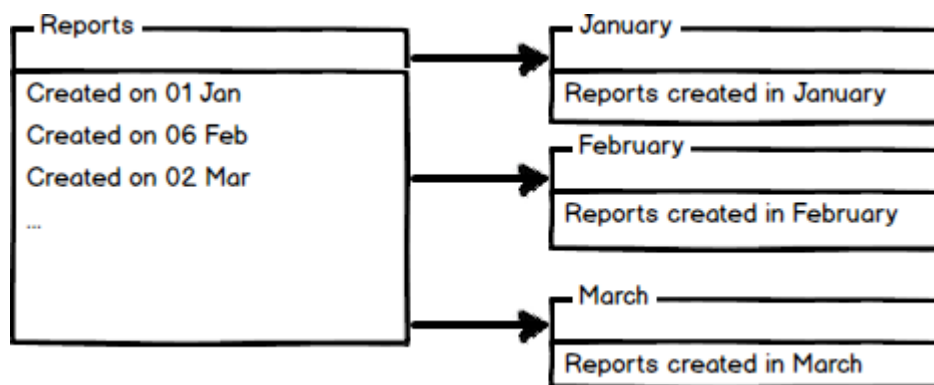 Reports
Created on 01 Jan
Created on 06 Feb
Created on 02 Mar
...
January
Reports created in January
February
Reports created in February
March
Reports created in March